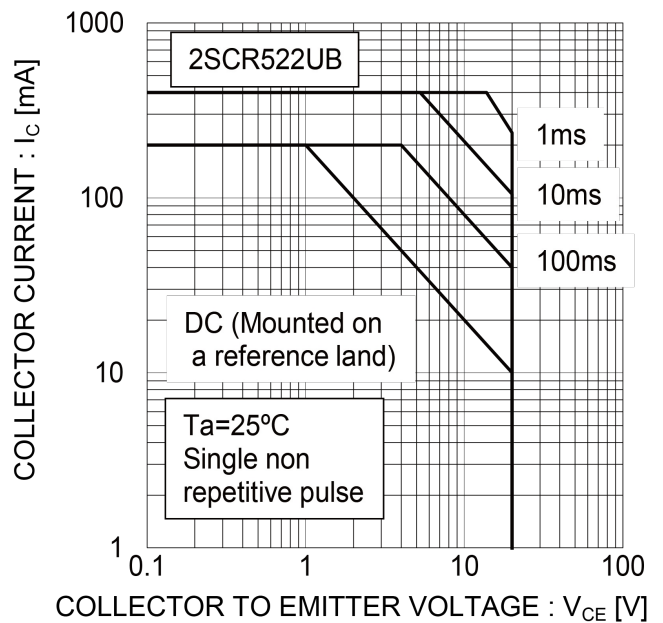 1000
2SCR522UB
1ms
100
10ms
100ms
DC (Mounted on
a reference land)
10
Ta=25ºC
Single non
repetitive pulse
1
0.1
1
10
100
COLLECTOR CURRENT : IC [mA]
COLLECTOR TO EMITTER VOLTAGE : VCE [V]